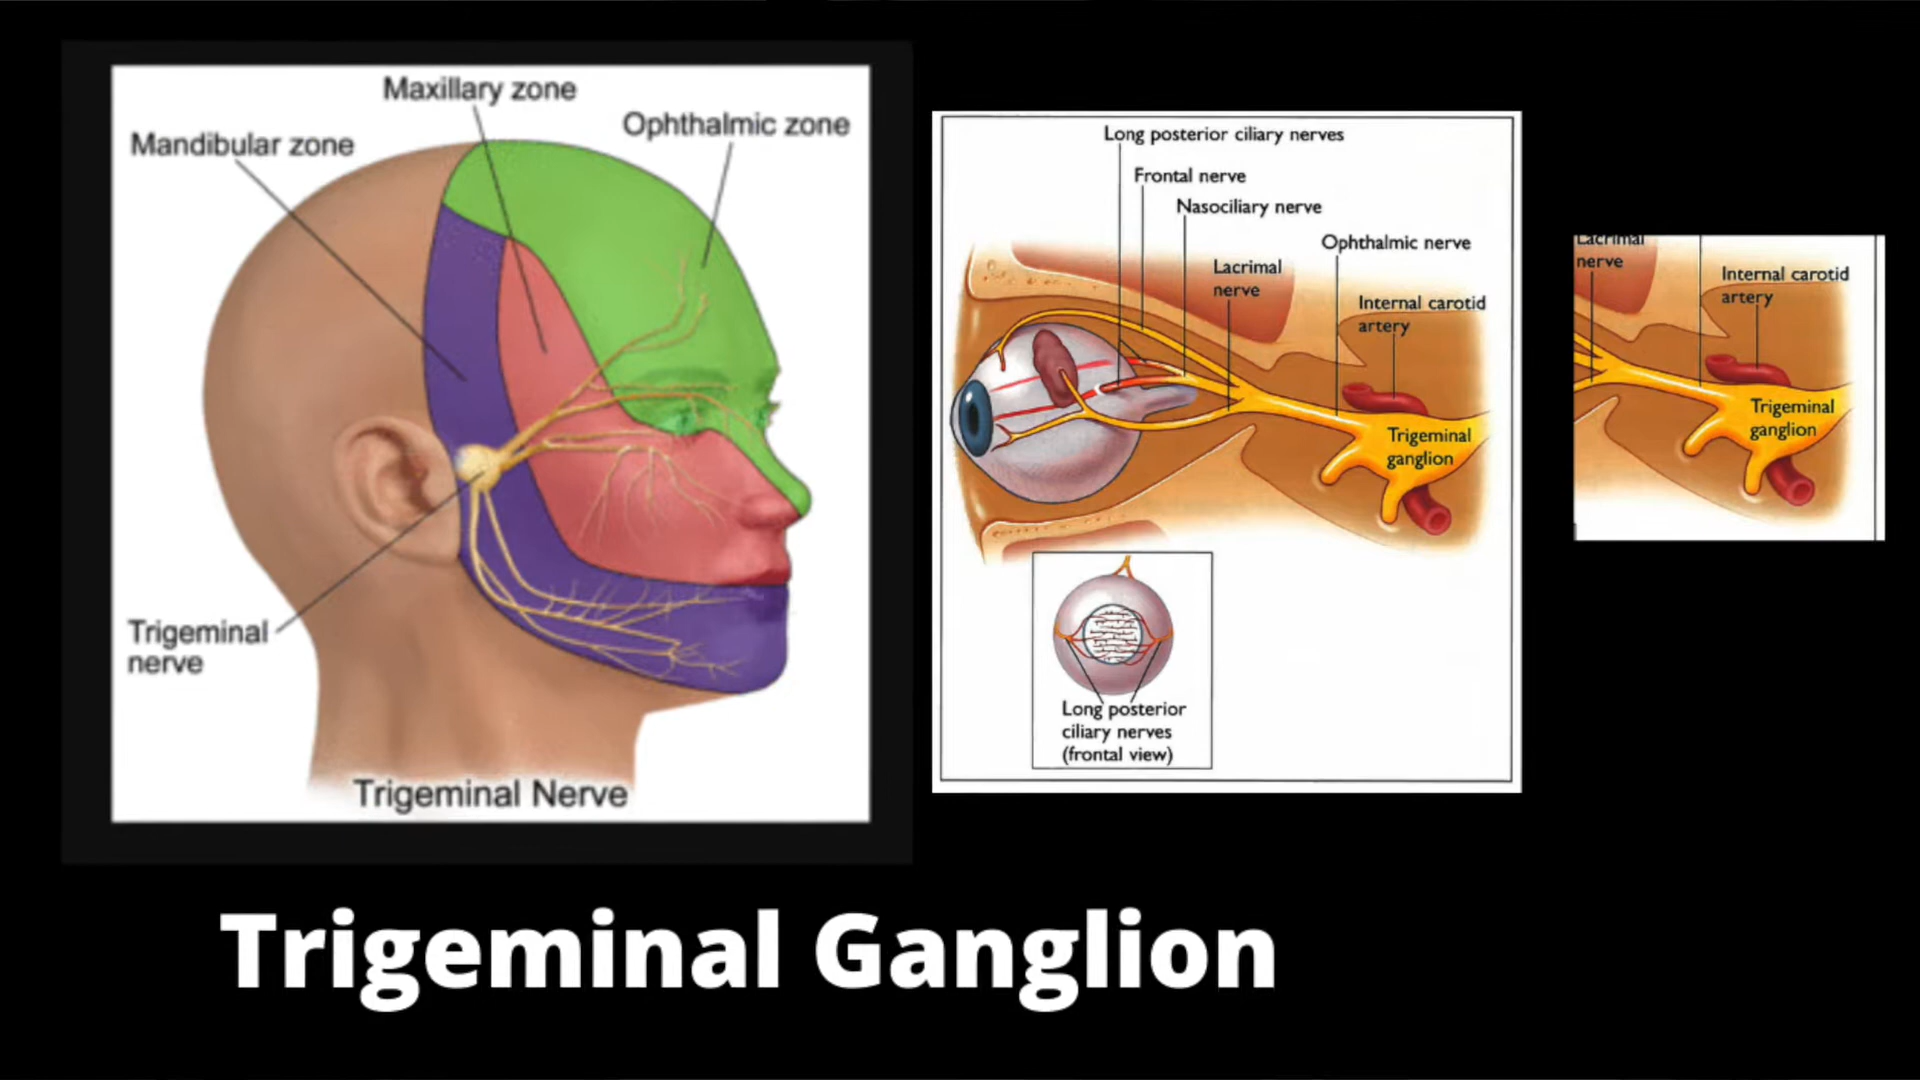 Maxillary zone
Ophthalmic zone
Mandibular zone
Trigeminal
nerve
Trigeminal Nerve
Long posterior ciliary nerves
Frontal nerve
Nasociliary nerve
Ophthalmic nerve
Lacrimal
nerve
Internal carotid
artery
Trigeminal
ganglion
Long posterior
ciliary nerves
(frontal view)
Lacrimal
nerve
Internal carotid
artery
Trigeminal
ganglion
Trigeminal Ganglion